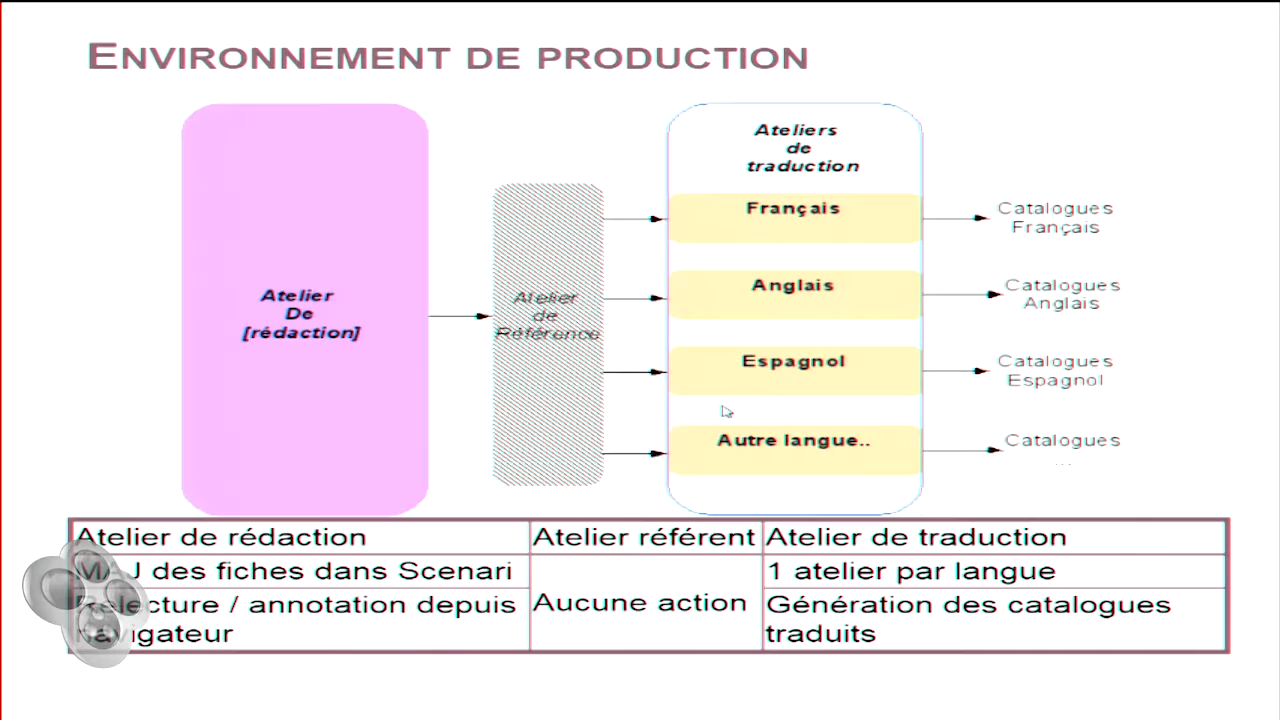 ENVIRONNEMENT DE PRODUCTION
Atelier
De
[rédaction]
Atelier
de
Référence
Ateliers
de
traduction
Français
Anglais
Espagnol
Autre langue..
Catalogues
Français
Catalogues
Anglais
Catalogues
Espagnol
Catalogues
...
Atelier de rédaction
Atelier référent
Atelier de traduction
MAJ des fiches dans Scenari
Aucune action
1 atelier par langue
Relecture / annotation depuis
navigateur
Génération des catalogues
traduits